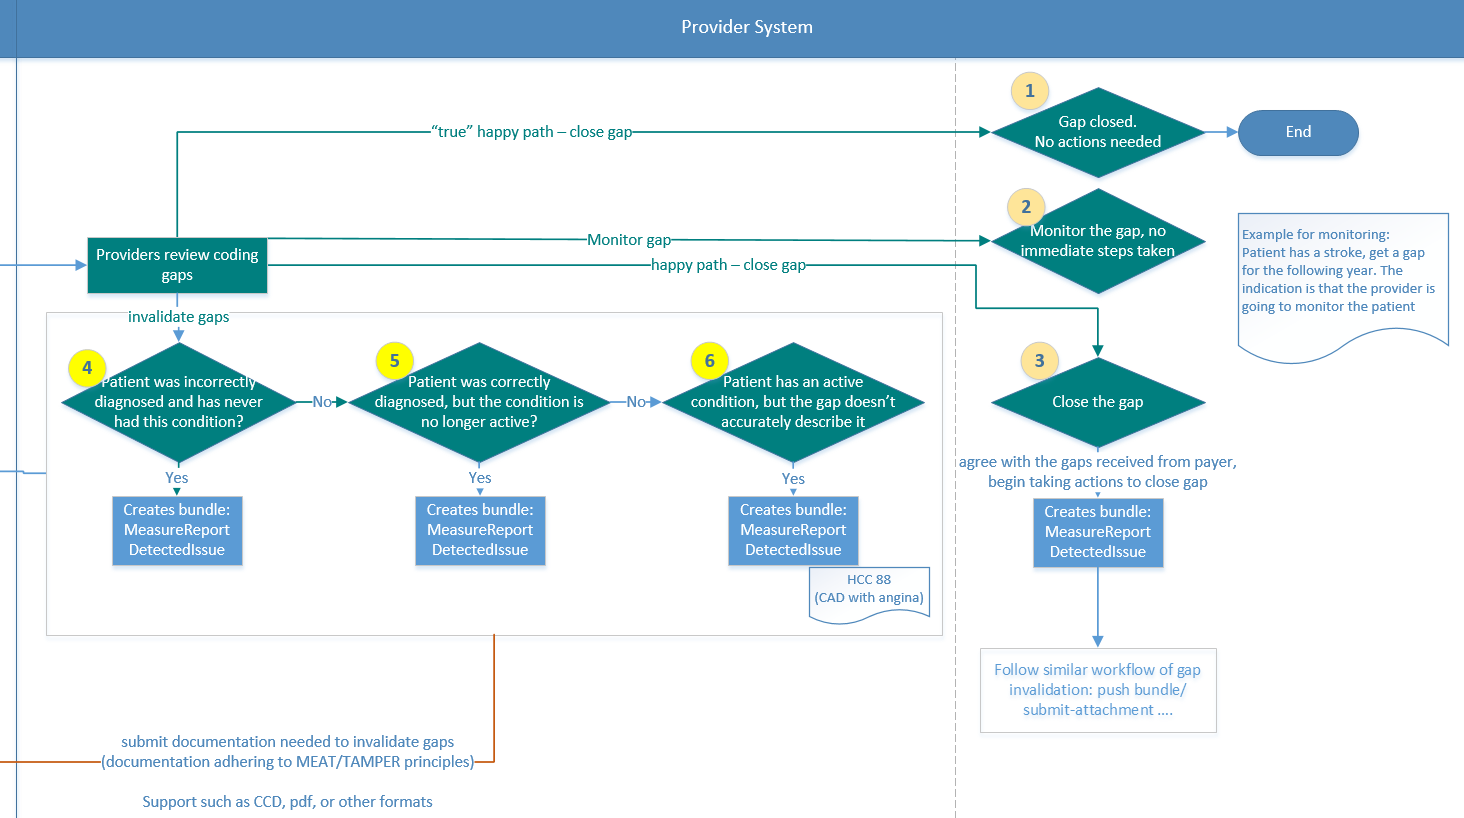 Provider System
1
Gap closed.
No actions needed
End
“true” happy path – close gap
2
Monitor the gap, no
immediate steps taken
Monitor gap
Example for monitoring:
Patient has a stroke, get a gap
for the following year. The
indication is that the provider is
going to monitor the patient
Providers review coding
gaps
happy path – close gap
invalidate gaps
4
Patient was incorrectly
diagnosed and has never
had this condition?
No
5
Patient was correctly
diagnosed, but the condition is
no longer active?
No
6
Patient has an active
condition, but the gap doesn’t
accurately describe it
3
Close the gap
Yes
Yes
Yes
agree with the gaps received from payer,
begin taking actions to close gap
Creates bundle:
MeasureReport
DetectedIssue
Creates bundle:
MeasureReport
DetectedIssue
Creates bundle:
MeasureReport
DetectedIssue
Creates bundle:
MeasureReport
DetectedIssue
HCC 88
(CAD with angina)
Follow similar workflow of gap
invalidation: push bundle/
submit-attachment ....
submit documentation needed to invalidate gaps
(documentation adhering to MEAT/TAMPER principles)
Support such as CCD, pdf, or other formats